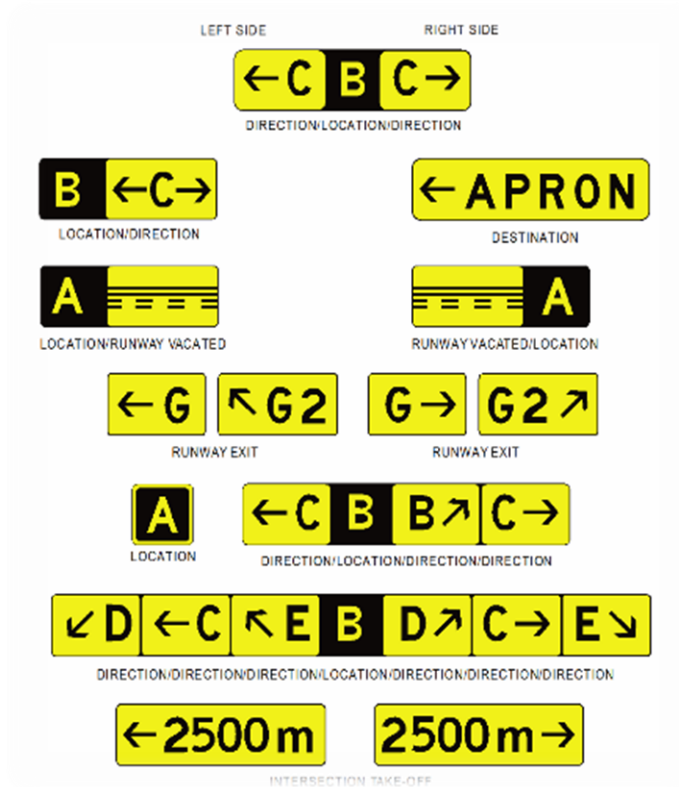 LEFT SIDE RIGHT SIDE
←C B C→
DIRECTION/LOCATION/DIRECTION
B ←C→ ←APRON
LOCATION/DIRECTION DESTINATION
A A
LOCATION/RUNWAY VACATED RUNWAY VACATED/LOCATION
←G ↖G2 G→ G2↗
RUNWAY EXIT RUNWAY EXIT
A ←C B B↗ C→
LOCATION DIRECTION/LOCATION/DIRECTION/DIRECTION
↙D ←C ↖E B D↗ C→ E↘
DIRECTION/DIRECTION/DIRECTION/LOCATION/DIRECTION/DIRECTION/DIRECTION
←2500m 2500m→
INTERSECTION TAKE-OFF